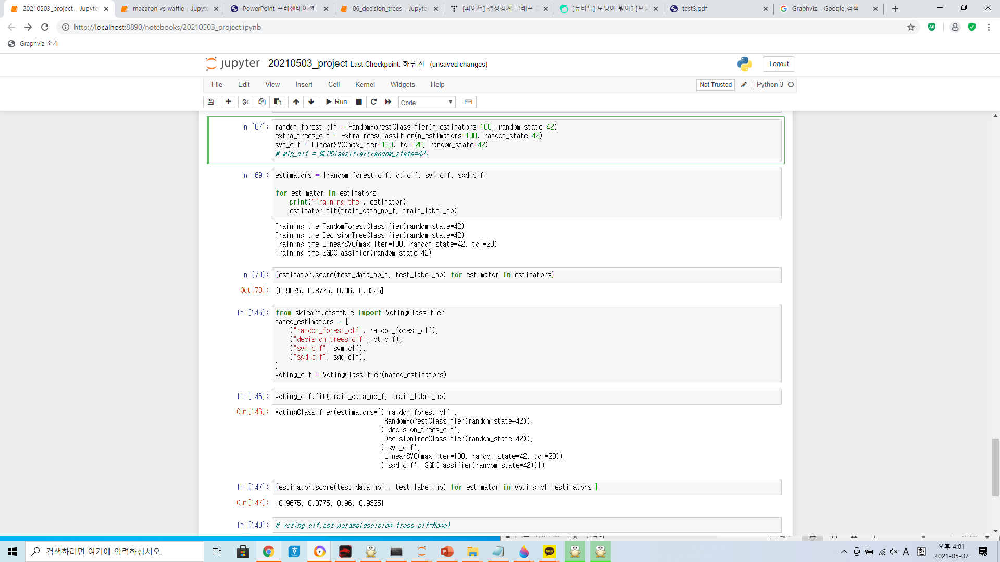 20210503_project - Jupyte
macaron vs waffle - Jupyte
PowerPoint 프레젠테이션
06_decision_trees - Jupyter
[파이썬] 결정경계 그래프
[뉴비팁] 보팅이 뭐야? [보팅
test3.pdf
Graphviz - Google 검색
http://localhost:8890/notebooks/20210503_project.ipynb
Graphviz 소개
jupyter 20210503_project Last Checkpoint: 하루 전 (unsaved changes)
Logout
File Edit View Insert Cell Kernel Widgets Help
Not Trusted
Python 3
Run
Code
In [67]: random_forest_clf = RandomForestClassifier(n_estimators=100, random_state=42)
extra_trees_clf = ExtraTreesClassifier(n_estimators=100, random_state=42)
svm_clf = LinearSVC(max_iter=100, tol=20, random_state=42)
# mlp_clf = MLPClassifier(random_state=42)
In [69]: estimators = [random_forest_clf, dt_clf, svm_clf, sgd_clf]
for estimator in estimators:
    print("Training the", estimator)
    estimator.fit(train_data_np_f, train_label_np)
Training the RandomForestClassifier(random_state=42)
Training the DecisionTreeClassifier(random_state=42)
Training the LinearSVC(max_iter=100, random_state=42, tol=20)
Training the SGDClassifier(random_state=42)
In [70]: [estimator.score(test_data_np_f, test_label_np) for estimator in estimators]
Out[70]: [0.9675, 0.8775, 0.96, 0.9325]
In [145]: from sklearn.ensemble import VotingClassifier
named_estimators = [
    ("random_forest_clf", random_forest_clf),
    ("decision_trees_clf", dt_clf),
    ("svm_clf", svm_clf),
    ("sgd_clf", sgd_clf),
]
voting_clf = VotingClassifier(named_estimators)
In [146]: voting_clf.fit(train_data_np_f, train_label_np)
Out[146]: VotingClassifier(estimators=[('random_forest_clf',
RandomForestClassifier(random_state=42)),
('decision_trees_clf',
DecisionTreeClassifier(random_state=42)),
('svm_clf',
LinearSVC(max_iter=100, random_state=42, tol=20)),
('sgd_clf', SGDClassifier(random_state=42))])
In [147]: [estimator.score(test_data_np_f, test_label_np) for estimator in voting_clf.estimators_]
Out[147]: [0.9675, 0.8775, 0.96, 0.9325]
In [148]: # voting_clf.set_params(decision_trees_clf=None)
검색하려면 여기에 입력하십시오.
TALK
A
한
오후 4:01
2021-05-07